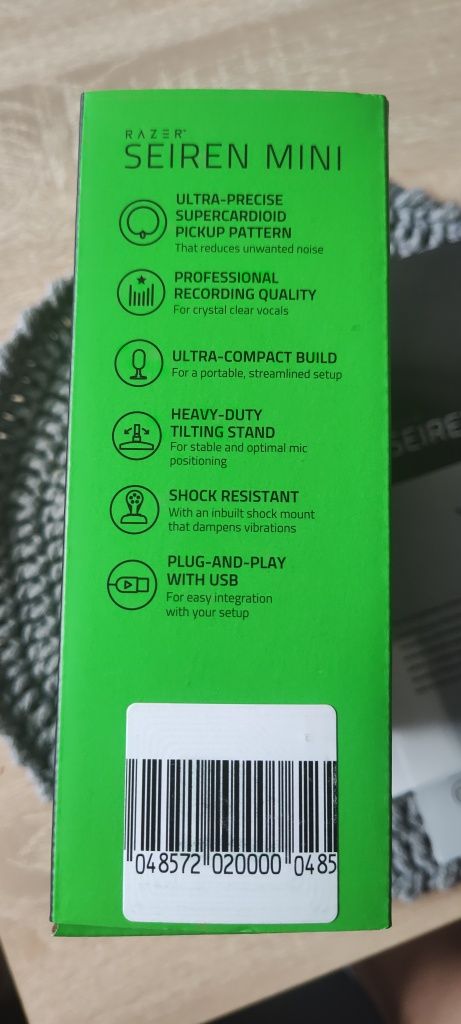 RAZER™
SEIREN MINI
ULTRA-PRECISE
SUPERCARDIOID
PICKUP PATTERN
That reduces unwanted noise
PROFESSIONAL
RECORDING QUALITY
For crystal clear vocals
ULTRA-COMPACT BUILD
For a portable, streamlined setup
HEAVY-DUTY
TILTING STAND
For stable and optimal mic
positioning
SHOCK RESISTANT
With an inbuilt shock mount
that dampens vibrations
PLUG-AND-PLAY
WITH USB
For easy integration
with your setup
048572 020000 0485
SEIRE